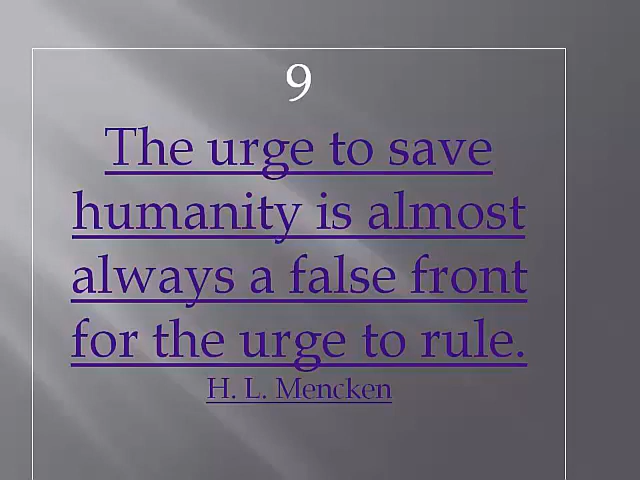 9
The urge to save
humanity is almost
always a false front
for the urge to rule.
H. L. Mencken